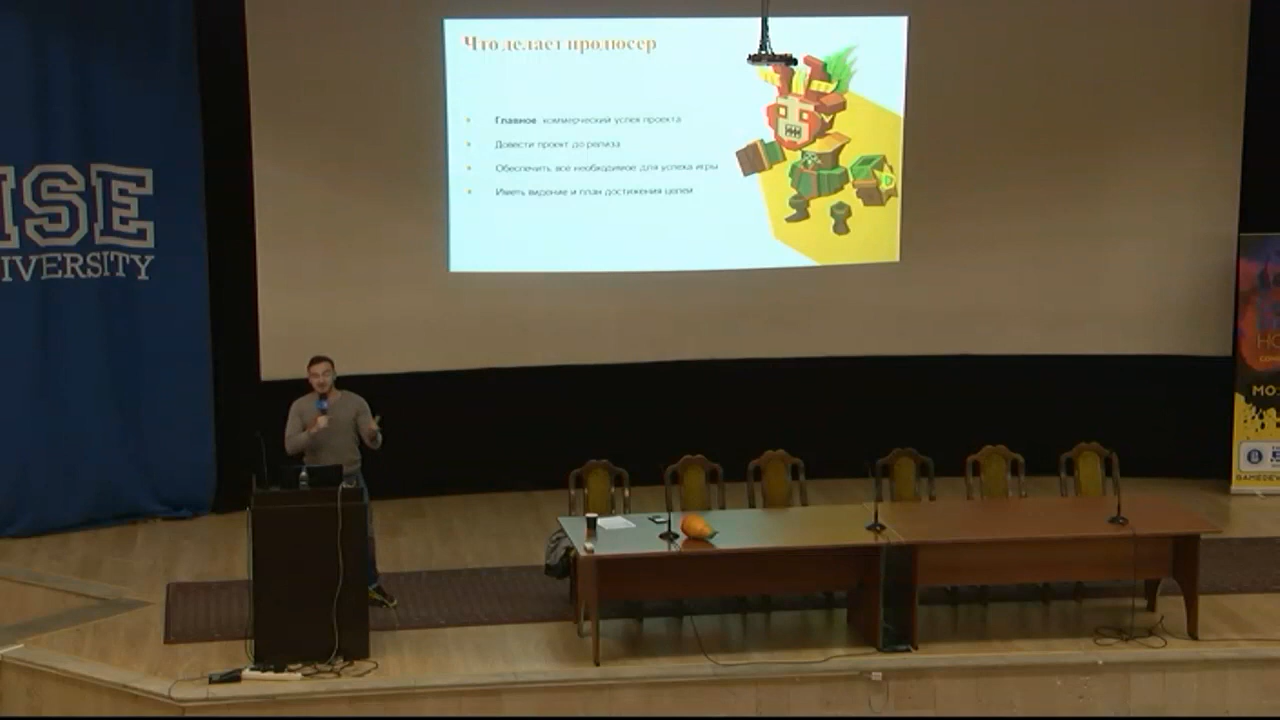 Что делает продюсер
Главное: коммерческий успех проекта
Довести проект до релиза
Обеспечить все необходимое для успеха игры
Иметь видение и план достижения целей
HSE
UNIVERSITY